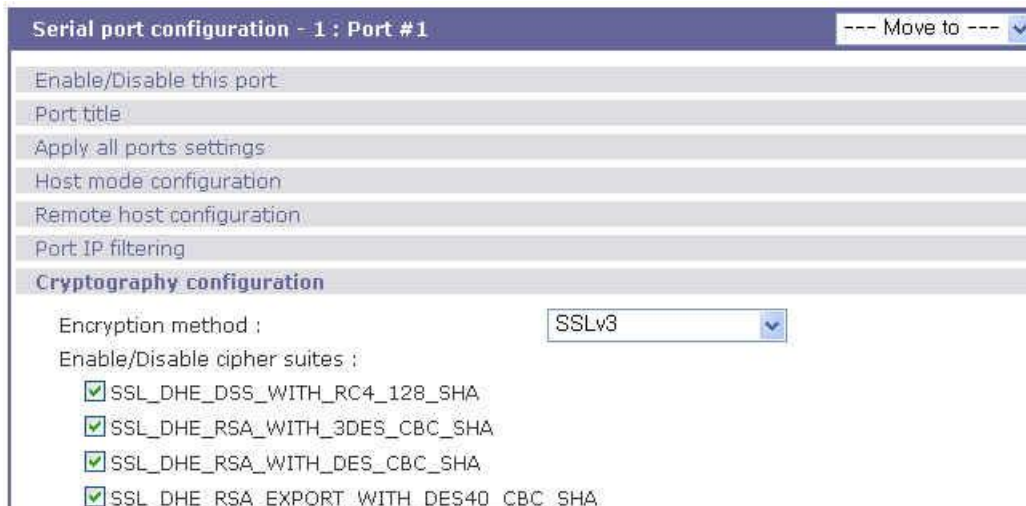 Serial port configuration - 1 : Port #1 --- Move to ---
Enable/Disable this port
Port title
Apply all ports settings
Host mode configuration
Remote host configuration
Port IP filtering
Cryptography configuration
Encryption method : SSLv3
Enable/Disable cipher suites :
SSL_DHE_DSS_WITH_RC4_128_SHA
SSL_DHE_RSA_WITH_3DES_CBC_SHA
SSL_DHE_RSA_WITH_DES_CBC_SHA
SSL_DHE_RSA_EXPORT_WITH_DES40_CBC_SHA